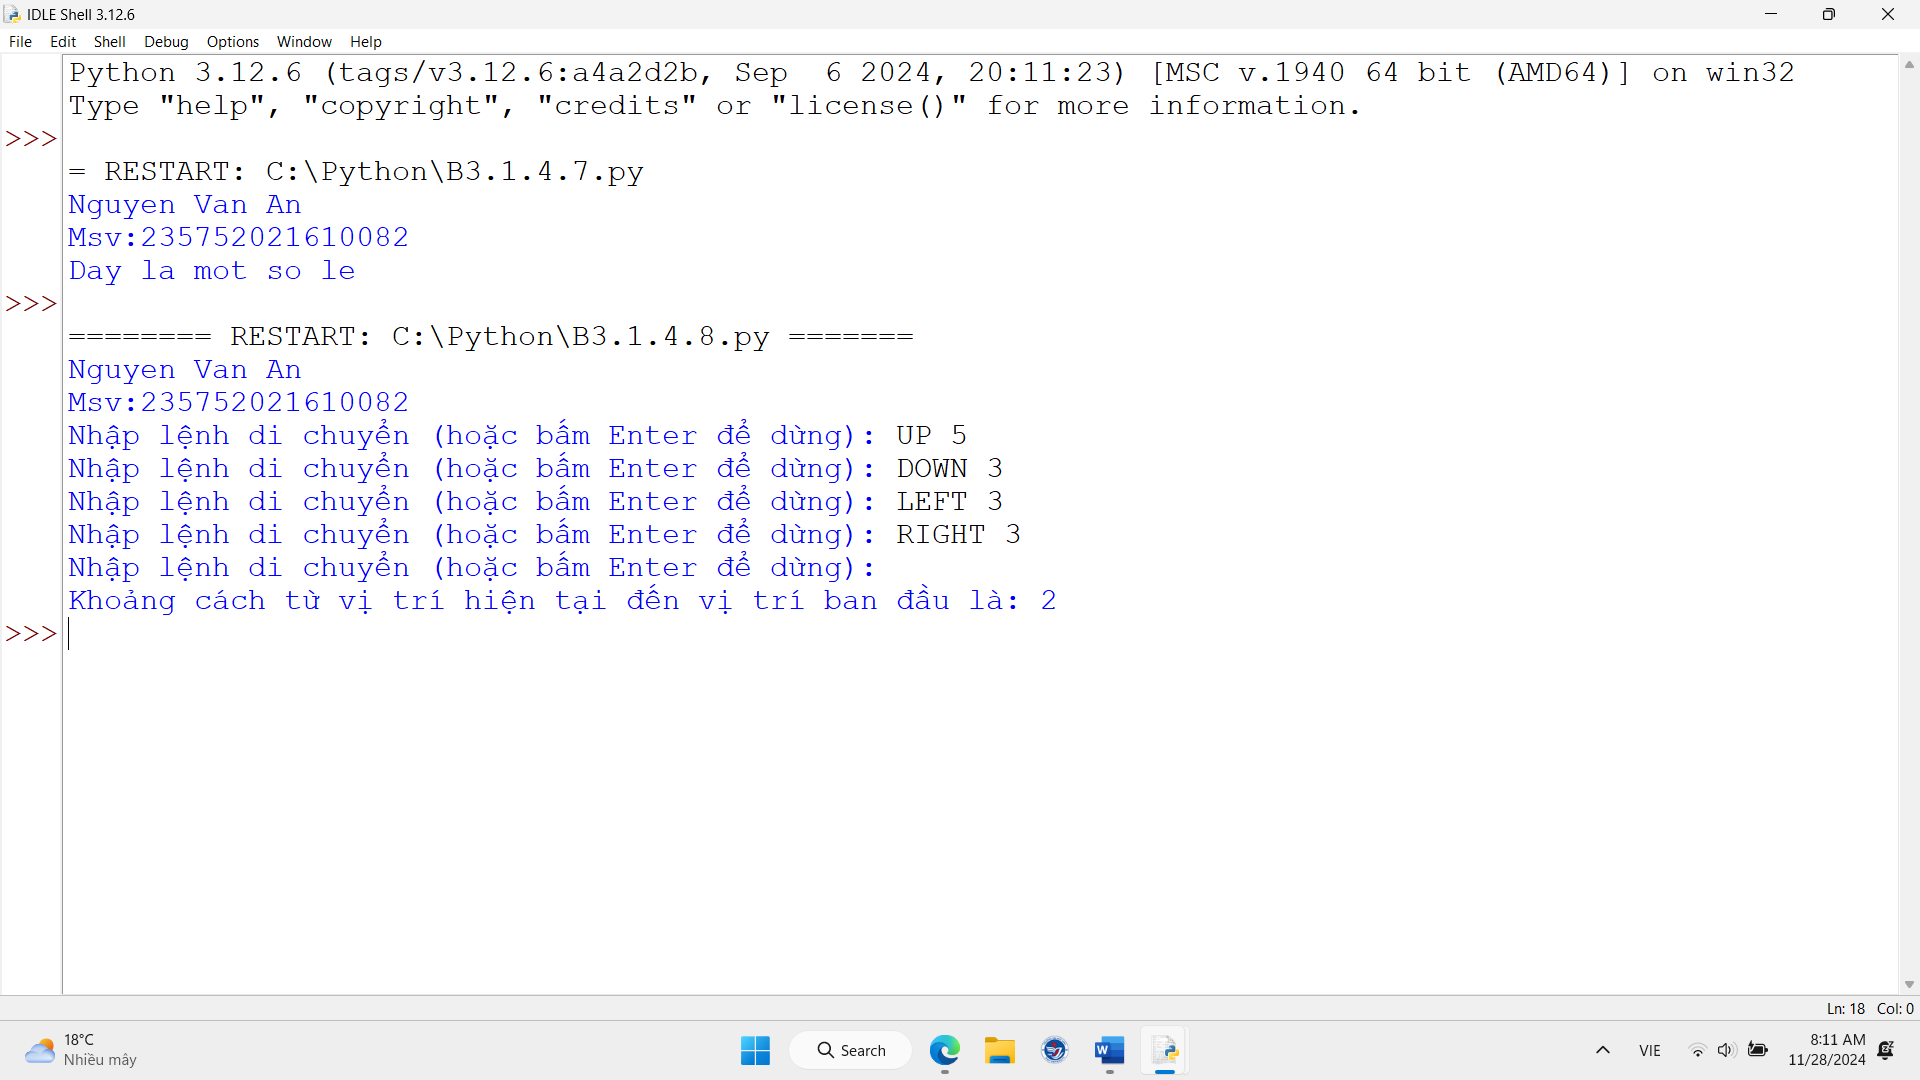 IDLE Shell 3.12.6
File Edit Shell Debug Options Window Help
Python 3.12.6 (tags/v3.12.6:a4a2d2b, Sep  6 2024, 20:11:23) [MSC v.1940 64 bit (AMD64)] on win32
Type "help", "copyright", "credits" or "license()" for more information.
>>>
= RESTART: C:\Python\B3.1.4.7.py
Nguyen Van An
Msv:235752021610082
Day la mot so le
>>>
======== RESTART: C:\Python\B3.1.4.8.py =======
Nguyen Van An
Msv:235752021610082
Nhập lệnh di chuyển (hoặc bấm Enter để dừng): UP 5
Nhập lệnh di chuyển (hoặc bấm Enter để dừng): DOWN 3
Nhập lệnh di chuyển (hoặc bấm Enter để dừng): LEFT 3
Nhập lệnh di chuyển (hoặc bấm Enter để dừng): RIGHT 3
Nhập lệnh di chuyển (hoặc bấm Enter để dừng):
Khoảng cách từ vị trí hiện tại đến vị trí ban đầu là: 2
>>>
Ln: 18 Col: 0
18°C
Nhiều mây
Search
VIE
8:11 AM
11/28/2024